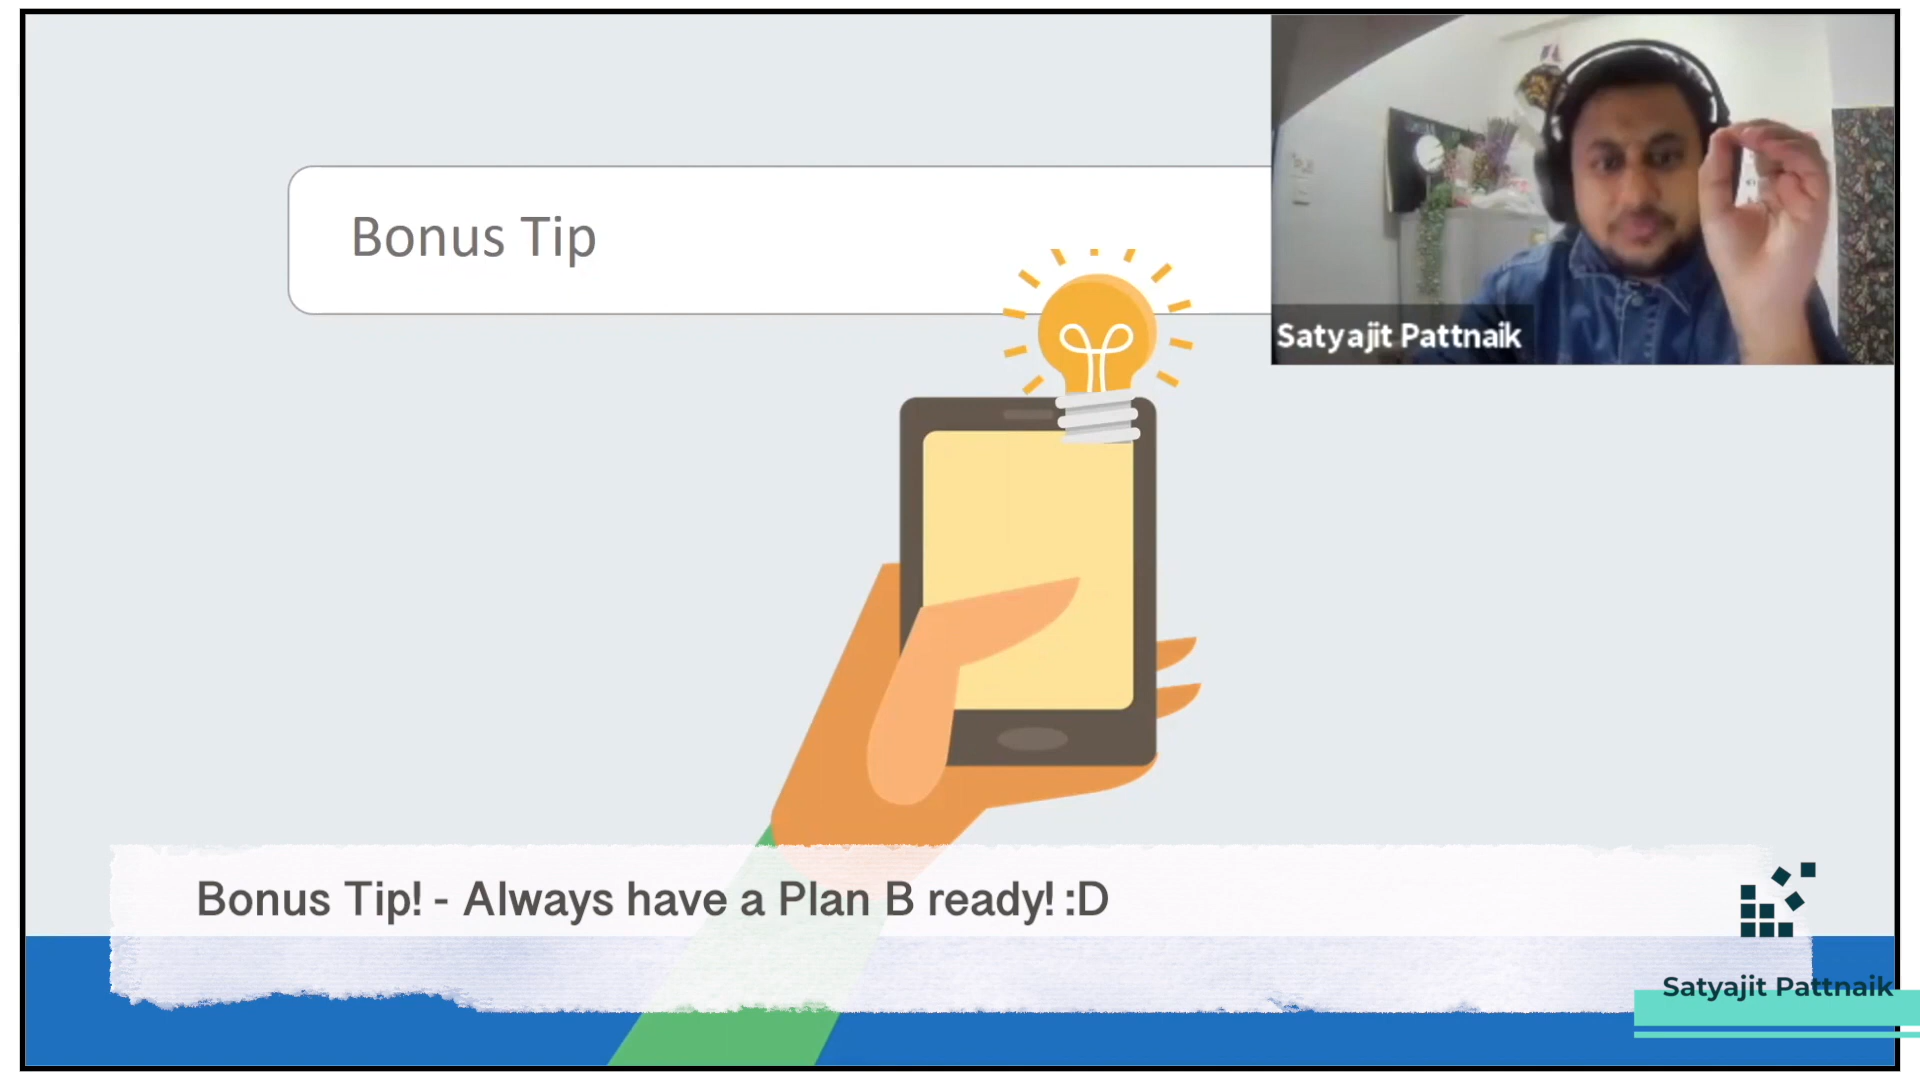 Bonus Tip
Satyajit Pattnaik
Bonus Tip! - Always have a Plan B ready! :D
Satyajit Pattnaik